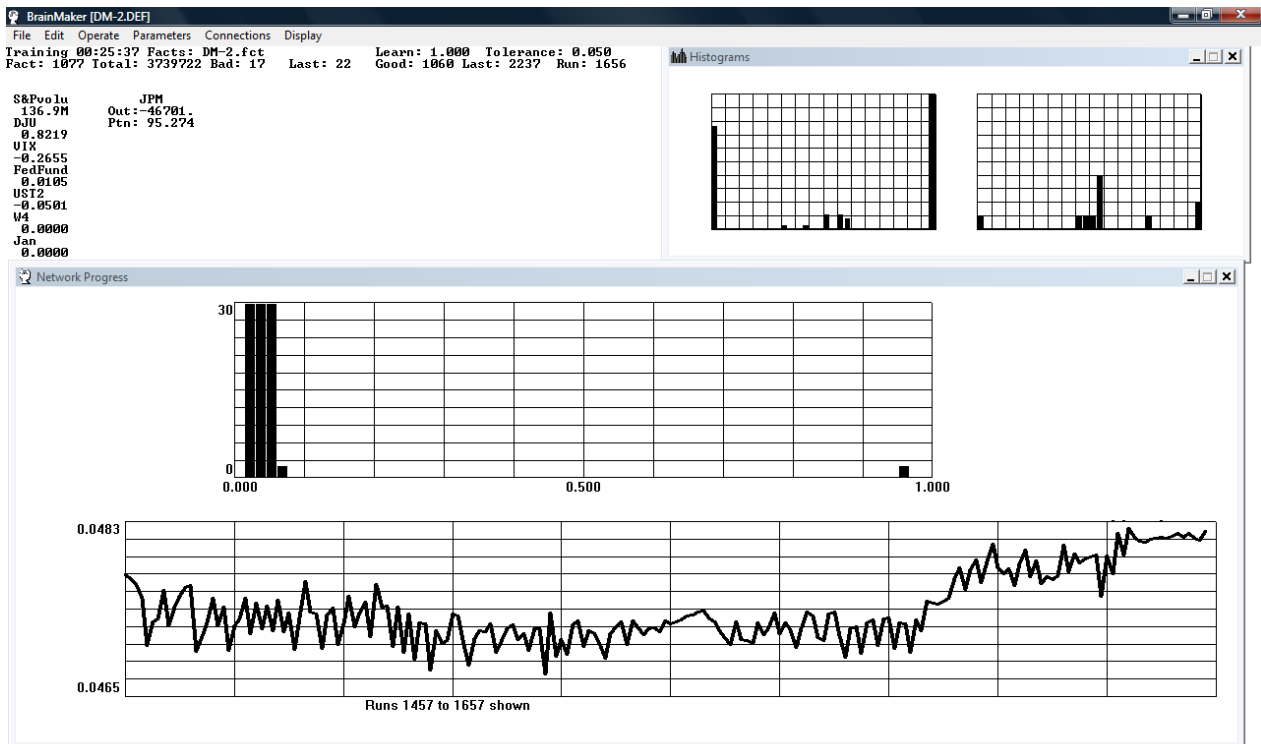 BrainMaker [DM-2.DEF]
File Edit Operate Parameters Connections Display
Training 00:25:37 Facts: DM-2.fct Learn: 1.000 Tolerance: 0.050
Fact: 1077 Total: 3739722 Bad: 17 Last: 22 Good: 1060 Last: 2237 Run: 1656
Histograms
S&Pvolu JPM
136.9M Out:-46701.
DJU Ptn: 95.274
0.8219
VIX
-0.2655
FedFund
0.0105
UST2
-0.0501
W4
0.0000
Jan
0.0000
Network Progress
30
0
0.000 0.500 1.000
0.0483
0.0465
Runs 1457 to 1657 shown